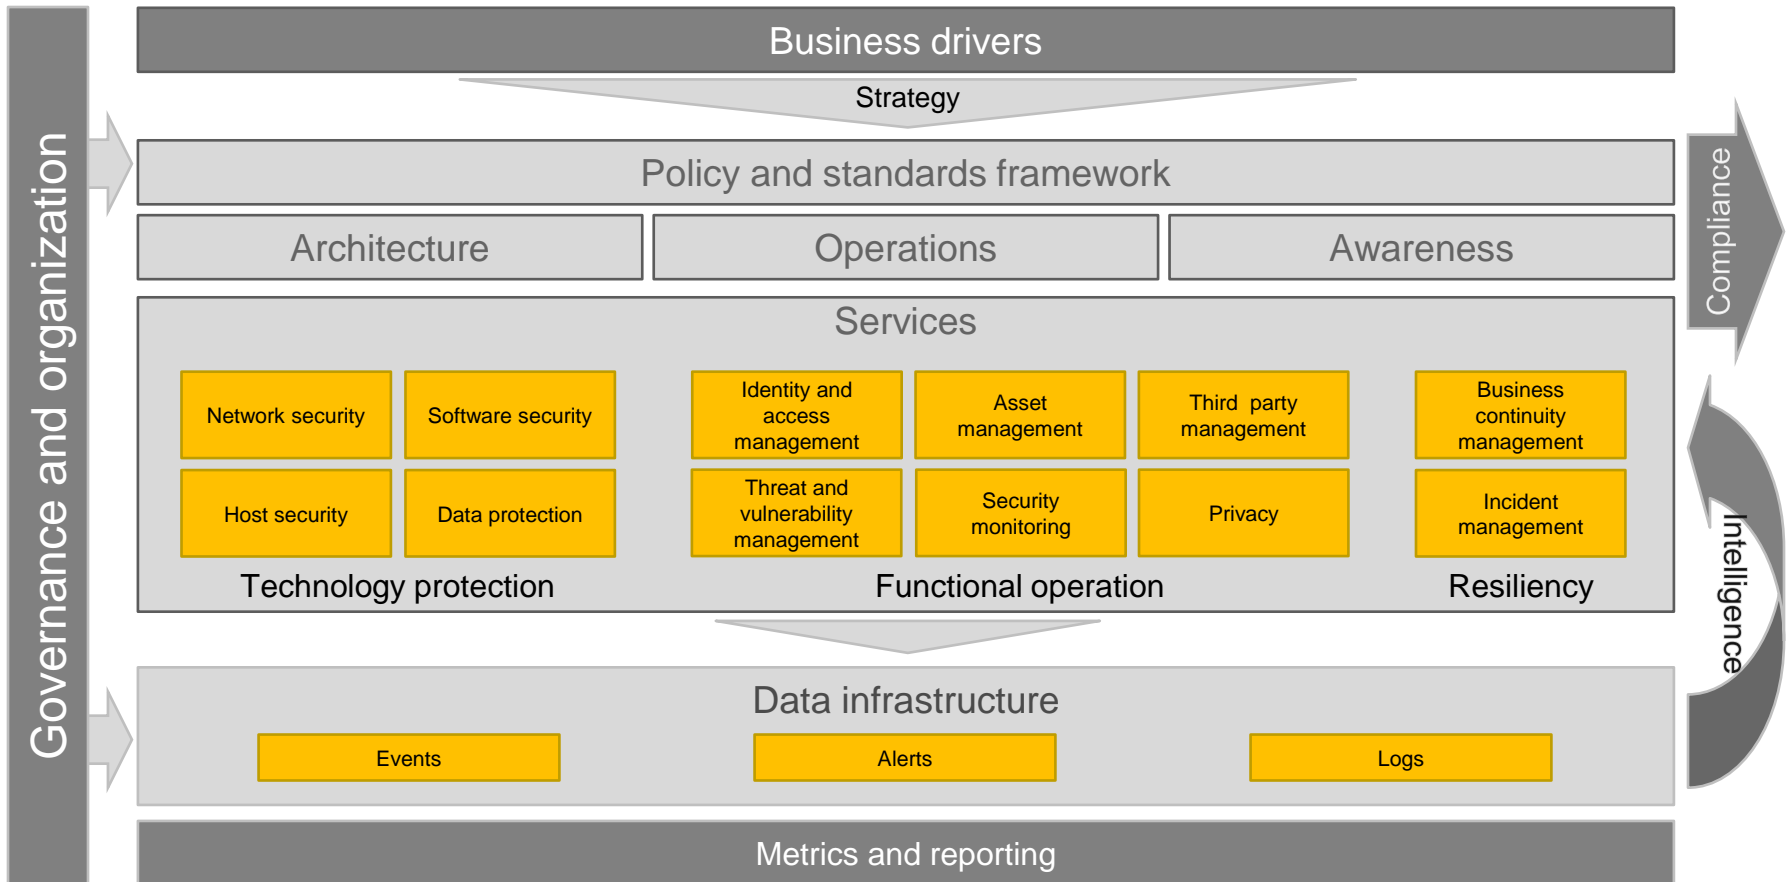 Governance and organization
Business drivers
Strategy
Policy and standards framework
Architecture
Operations
Awareness
Compliance
Services
Network security
Software security
Host security
Data protection
Technology protection
Identity and
access
management
Asset
management
Third party
management
Threat and
vulnerability
management
Security
monitoring
Privacy
Functional operation
Business
continuity
management
Incident
management
Resiliency
Intelligence
Data infrastructure
Events
Alerts
Logs
Metrics and reporting